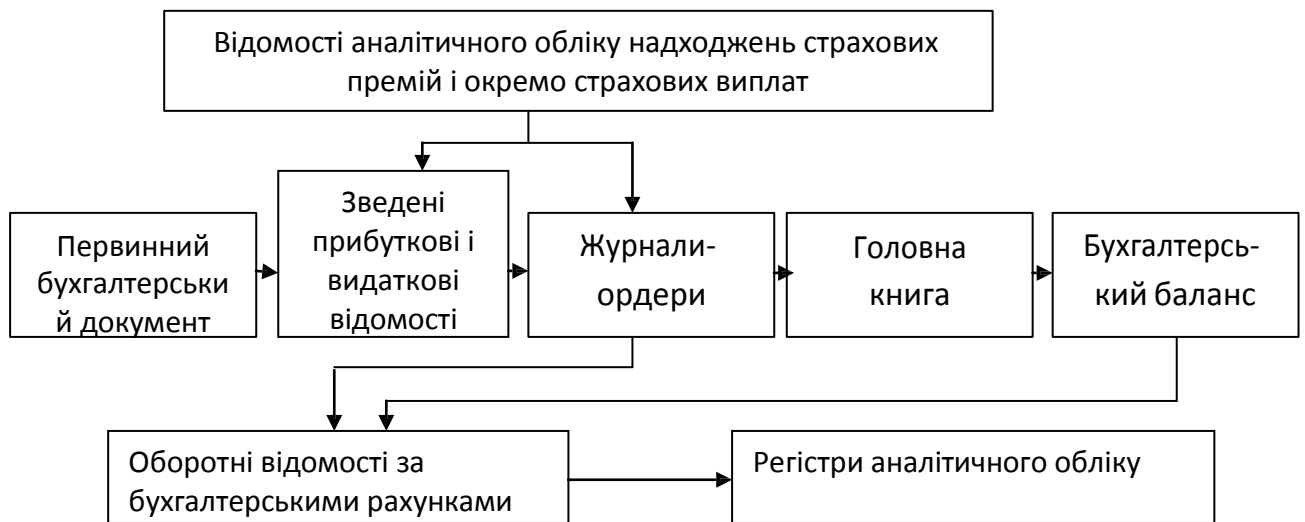 Відомості аналітичного обліку надходжень страхових
премій і окремо страхових виплат
Первинний
бухгалтерськи
й документ
Зведені
прибуткові і
видаткові
відомості
Журнали-
ордери
Головна
книга
Бухгалтерсь-
кий баланс
Оборотні відомості за
бухгалтерськими рахунками
Регістри аналітичного обліку